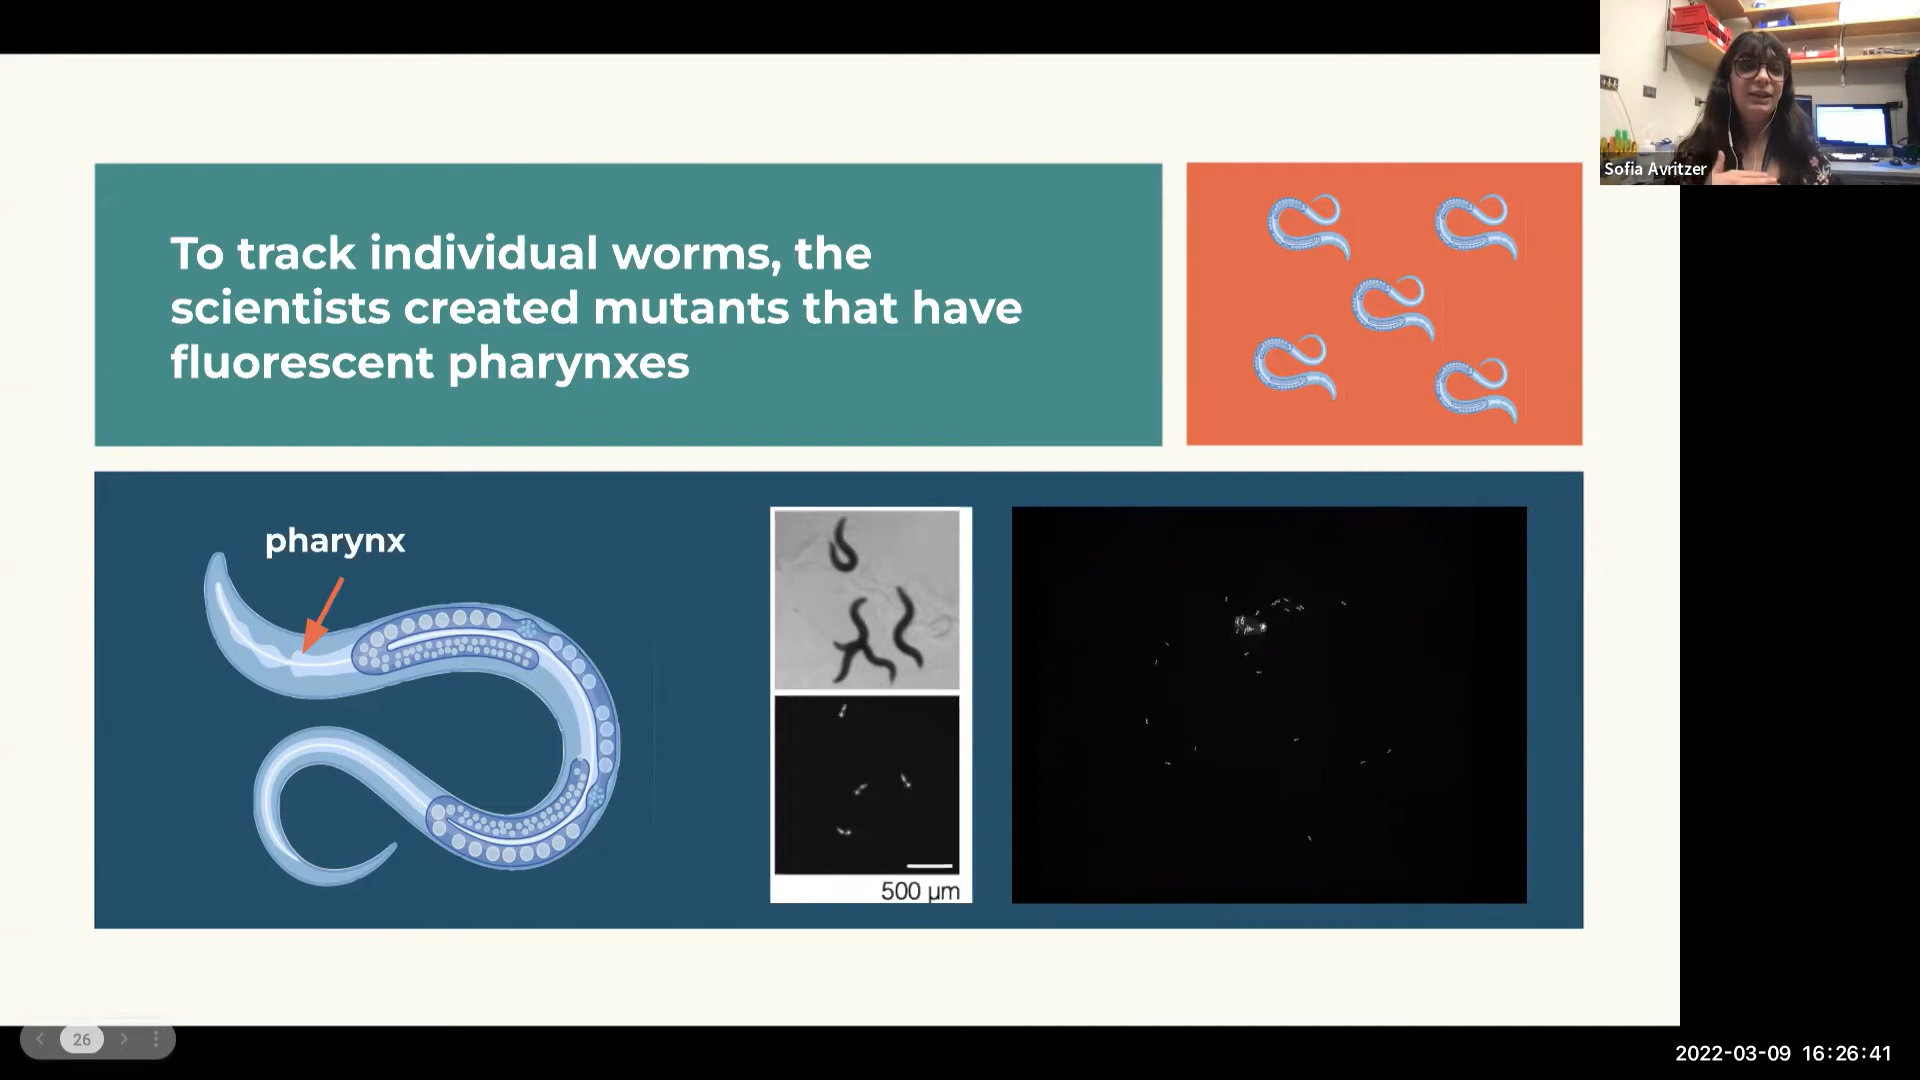 Sofia Avritzer
To track individual worms, the
scientists created mutants that have
fluorescent pharynxes
pharynx
500 µm
26
2022-03-09 16:26:41